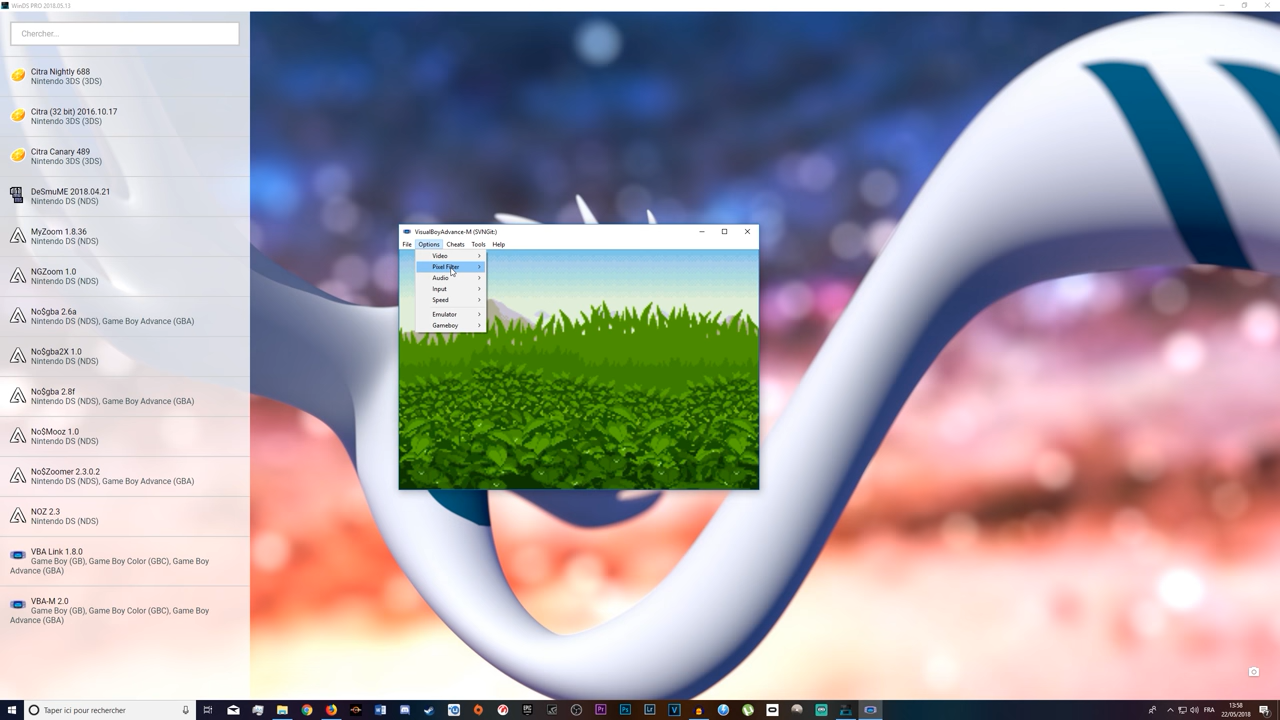 WinDS PRO 2018.05.13
Chercher...
Citra Nightly 688
Nintendo 3DS (3DS)
Citra (32 bit) 2016.10.17
Nintendo 3DS (3DS)
Citra Canary 489
Nintendo 3DS (3DS)
DeSmuME 2018.04.21
Nintendo DS (NDS)
MyZoom 1.8.36
Nintendo DS (NDS)
NGZoom 1.0
Nintendo DS (NDS)
No$gba 2.6a
Nintendo DS (NDS), Game Boy Advance (GBA)
No$gba2X 1.0
Nintendo DS (NDS)
No$gba 2.8f
Nintendo DS (NDS), Game Boy Advance (GBA)
No$Mooz 1.0
Nintendo DS (NDS)
No$Zoomer 2.3.0.2
Nintendo DS (NDS), Game Boy Advance (GBA)
NOZ 2.3
Nintendo DS (NDS)
VBA Link 1.8.0
Game Boy (GB), Game Boy Color (GBC), Game Boy
Advance (GBA)
VBA-M 2.0
Game Boy (GB), Game Boy Color (GBC), Game Boy
Advance (GBA)
VisualBoyAdvance-M (SVNGit:)
File Options Cheats Tools Help
Video
Pixel Filter
Audio
Input
Speed
Emulator
Gameboy
Taper ici pour rechercher
FRA
13:58
22/05/2018